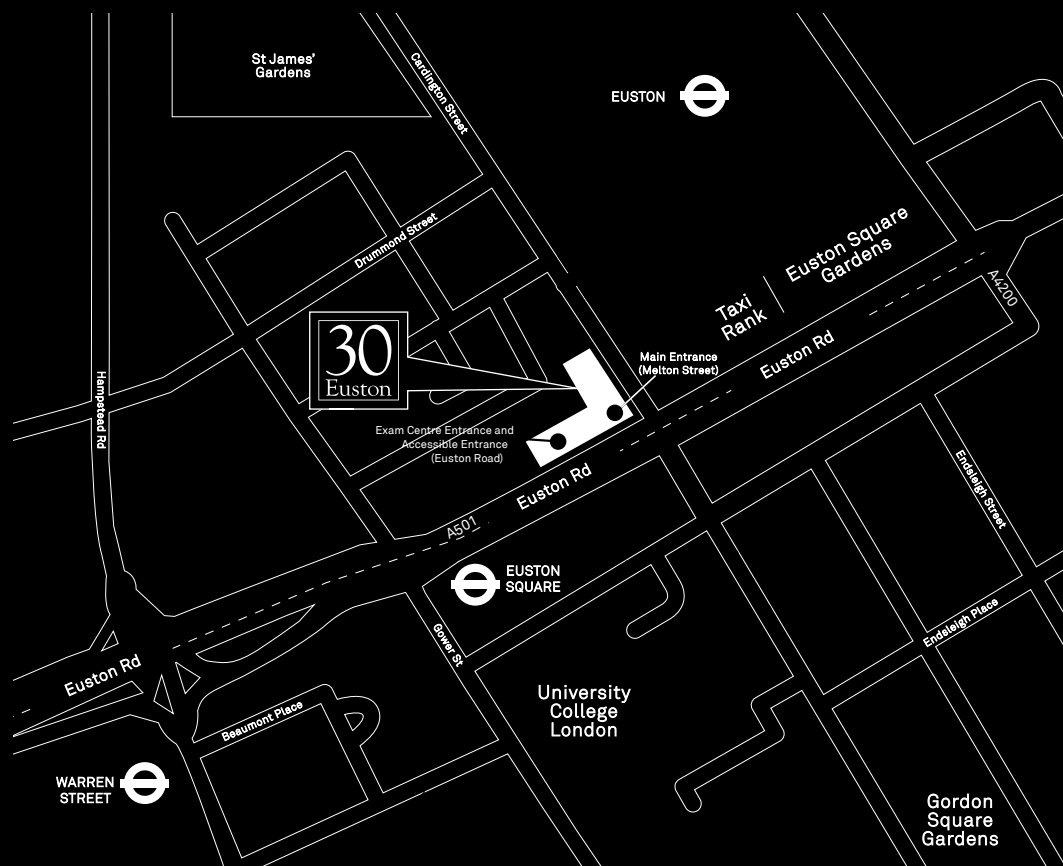 St James'
Gardens
Cardington Street
EUSTON
Drummond Street
Euston Square
Gardens
Taxi
Rank
A4200
30
Euston
Main Entrance
(Melton Street)
Euston Rd
Hampstead Rd
Exam Centre Entrance and
Accessible Entrance
(Euston Road)
Euston Rd
A501
Endsleigh Street
EUSTON
SQUARE
Gower St
Endsleigh Place
Euston Rd
University
College
London
Beaumont Place
WARREN
STREET
Gordon
Square
Gardens